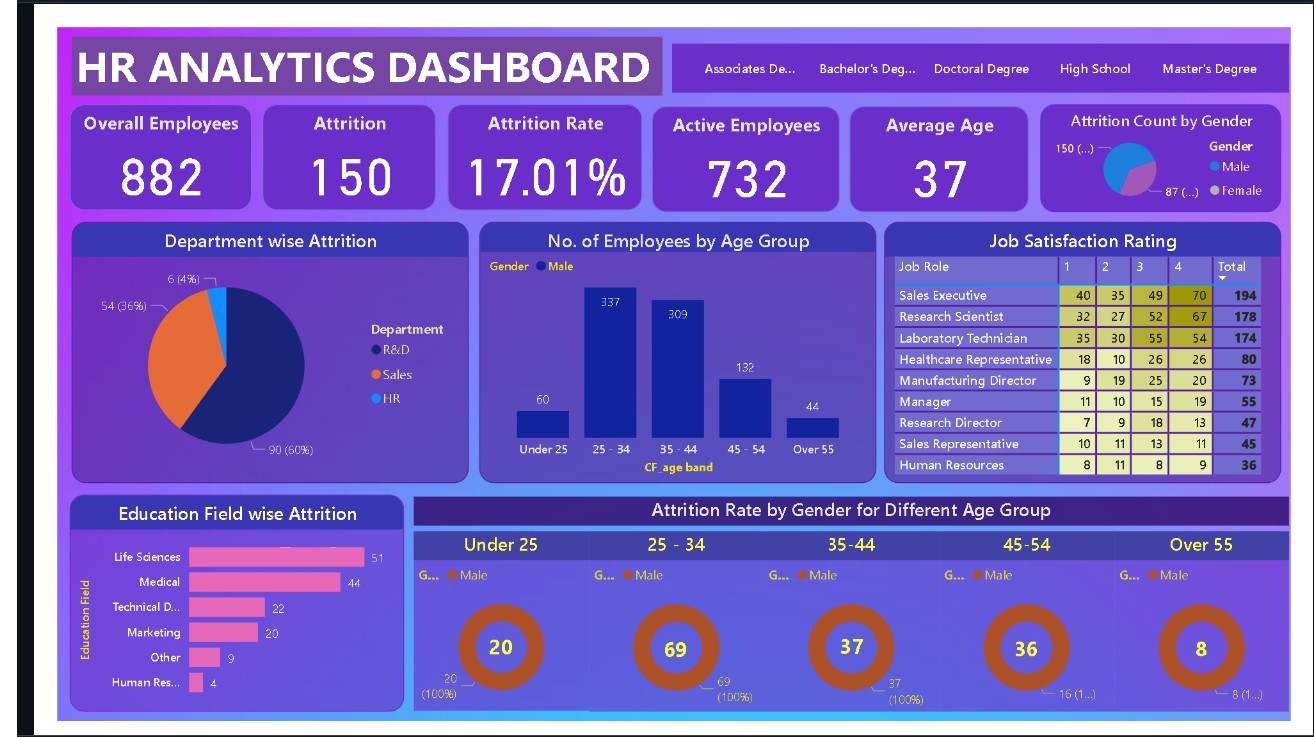 HR ANALYTICS DASHBOARD
Associates De... Bachelor's Deg... Doctoral Degree High School Master's Degree
Overall Employees
882
Attrition
150
Attrition Rate
17.01%
Active Employees
732
Average Age
37
Attrition Count by Gender
150 (...)
87 (...)
Gender
Male
Female
Department wise Attrition
6 (4%)
54 (36%)
90 (60%)
Department
R&D
Sales
HR
No. of Employees by Age Group
Gender Male
337
309
132
60
44
Under 25 25 - 34 35 - 44 45 - 54 Over 55
CF_age band
Job Satisfaction Rating
Job Role 1 2 3 4 Total
Sales Executive 40 35 49 70 194
Research Scientist 32 27 52 67 178
Laboratory Technician 35 30 55 54 174
Healthcare Representative 18 10 26 26 80
Manufacturing Director 9 19 25 20 73
Manager 11 10 15 19 55
Research Director 7 9 18 13 47
Sales Representative 10 11 13 11 45
Human Resources 8 11 8 9 36
Education Field wise Attrition
Education Field
Life Sciences 51
Medical 44
Technical D... 22
Marketing 20
Other 9
Human Res... 4
Attrition Rate by Gender for Different Age Group
Under 25 25 - 34 35-44 45-54 Over 55
G... Male G... Male G... Male G... Male G... Male
20 69 37 36 8
20 (100%)
69 (100%)
37 (100%)
16 (1...)
8 (1...)